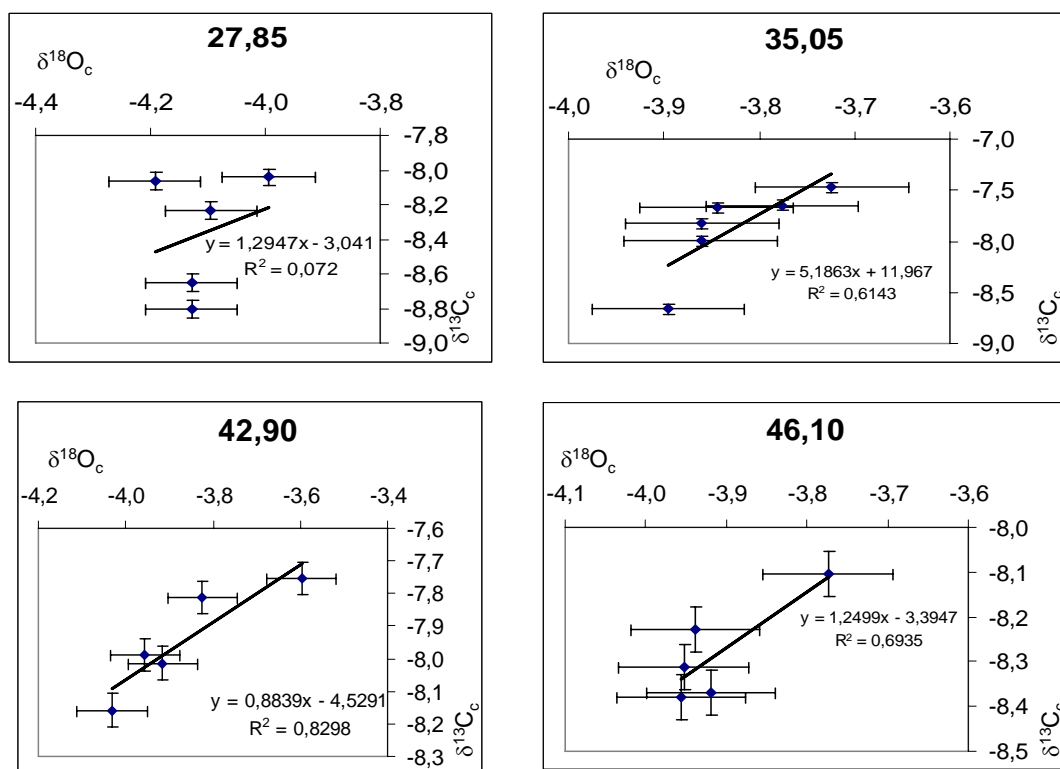 27,85
δ18Oc
-4,4 -4,2 -4,0 -3,8
-7,8
-8,0
-8,2
-8,4
-8,6
-8,8
-9,0
δ13Cc
y = 1,2947x - 3,041
R2 = 0,072
35,05
δ18Oc
-4,0 -3,9 -3,8 -3,7 -3,6
-7,0
-7,5
-8,0
-8,5
-9,0
δ13Cc
y = 5,1863x + 11,967
R2 = 0,6143
42,90
δ18Oc
-4,2 -4,0 -3,8 -3,6 -3,4
-7,6
-7,7
-7,8
-7,9
-8,0
-8,1
-8,2
-8,3
δ13Cc
y = 0,8839x - 4,5291
R2 = 0,8298
46,10
δ18Oc
-4,1 -4,0 -3,9 -3,8 -3,7 -3,6
-8,0
-8,1
-8,2
-8,3
-8,4
-8,5
δ13Cc
y = 1,2499x - 3,3947
R2 = 0,6935